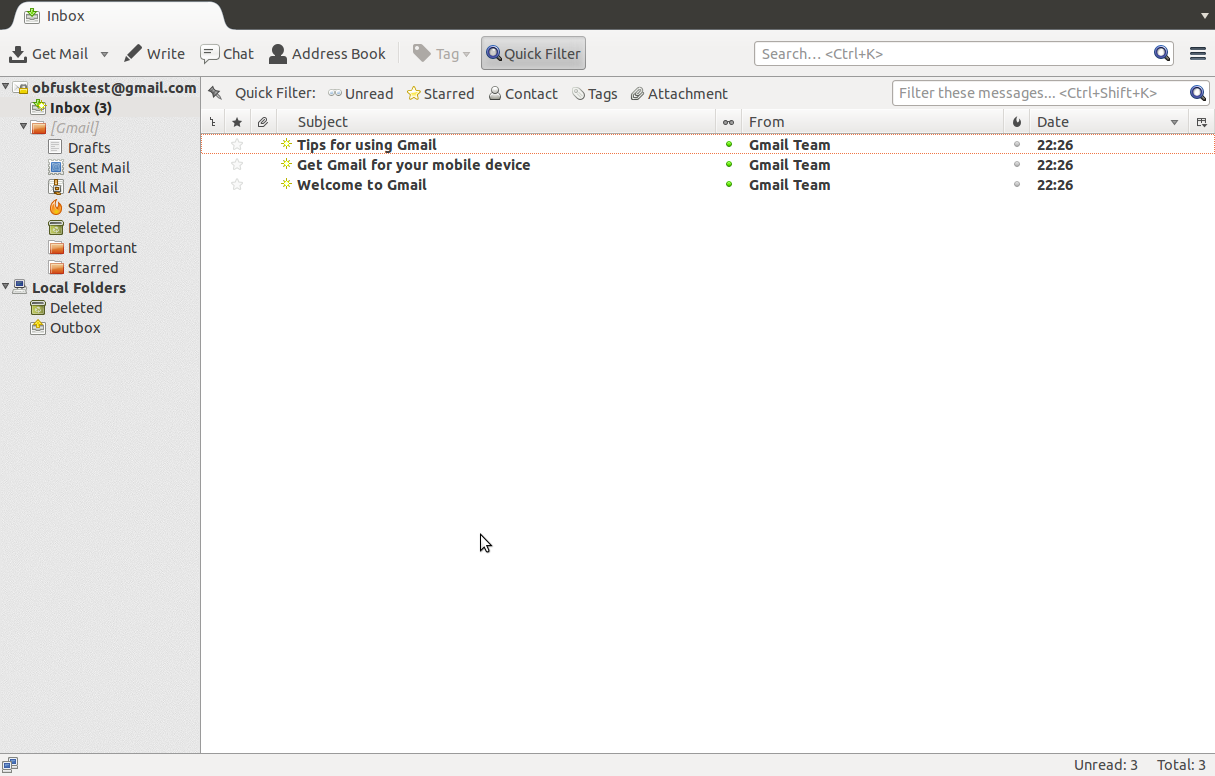 Inbox
Get Mail Write Chat Address Book Tag Quick Filter Search... <Ctrl+K>
obfusktest@gmail.com
Inbox (3)
[Gmail]
Drafts
Sent Mail
All Mail
Spam
Deleted
Important
Starred
Local Folders
Deleted
Outbox
Quick Filter: Unread Starred Contact Tags Attachment Filter these messages... <Ctrl+Shift+K>
Subject From Date
Tips for using Gmail Gmail Team 22:26
Get Gmail for your mobile device Gmail Team 22:26
Welcome to Gmail Gmail Team 22:26
Unread: 3 Total: 3